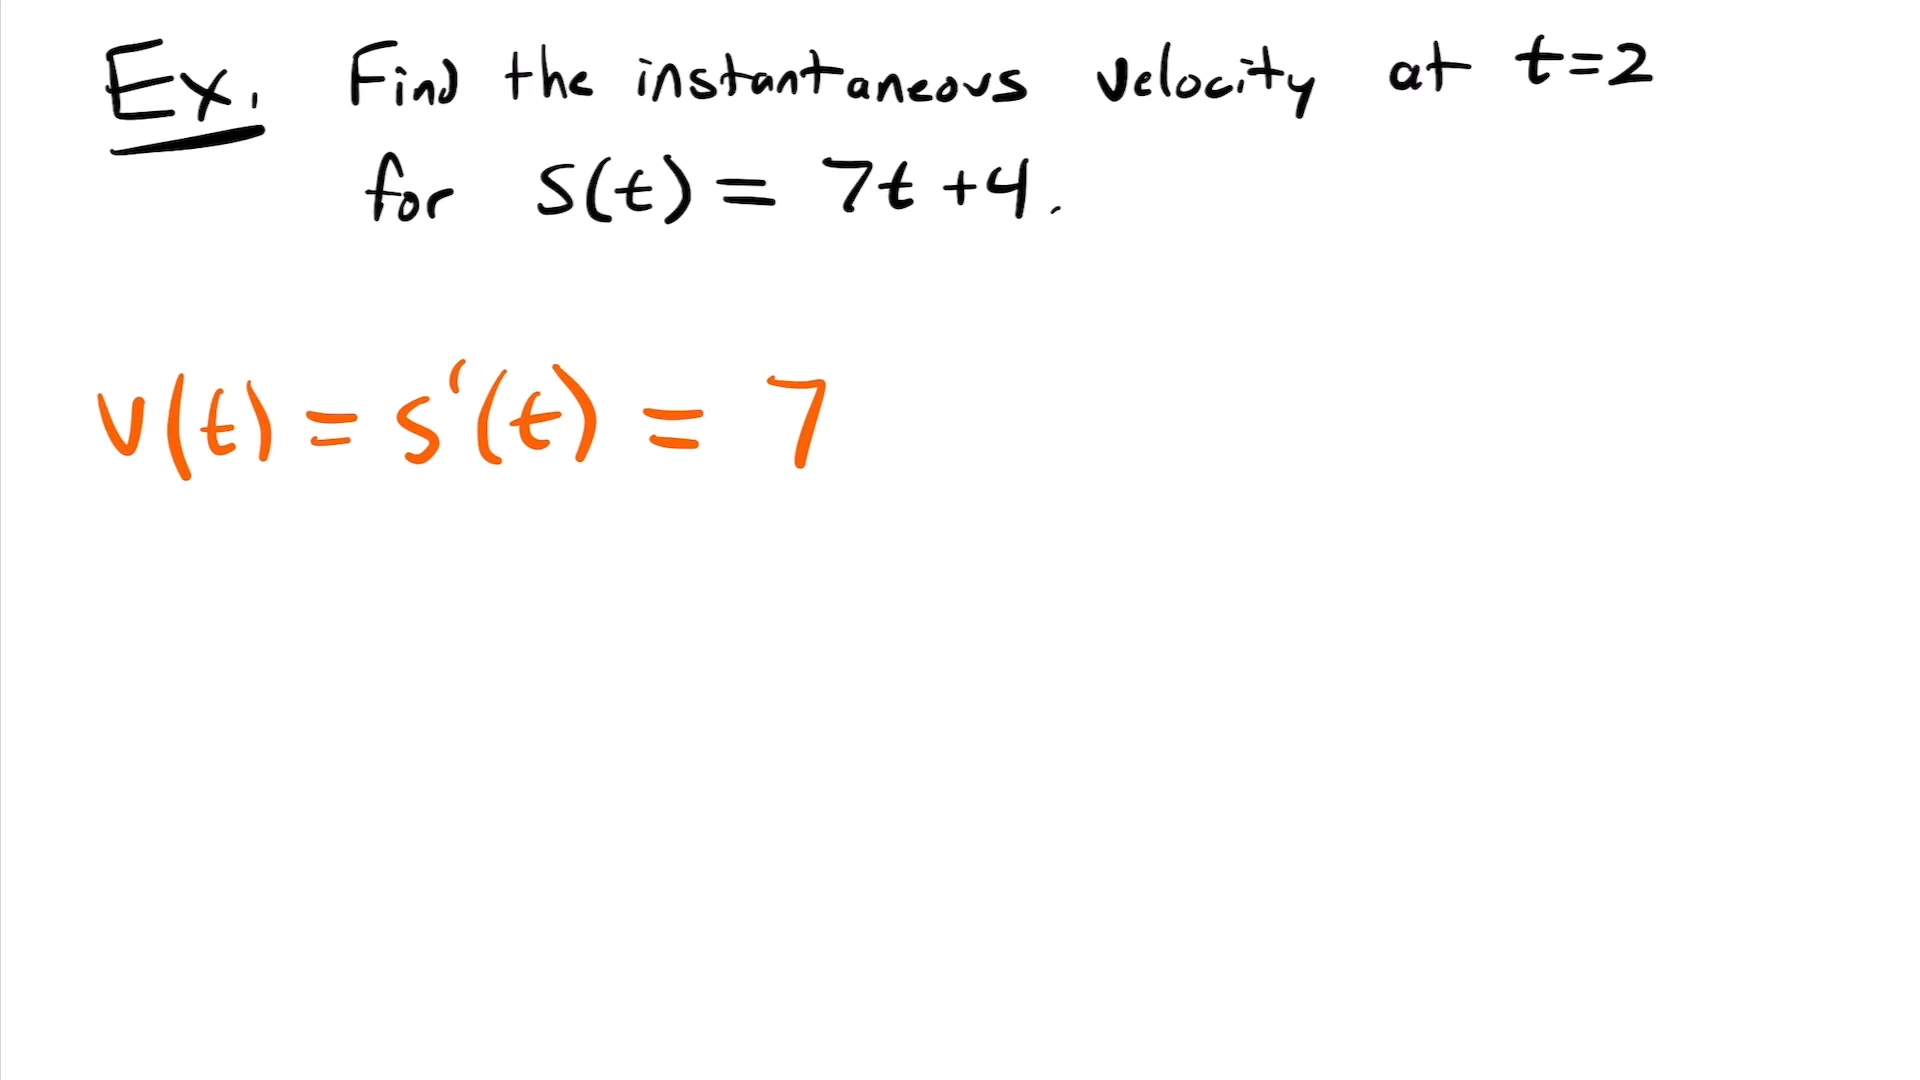 Ex. Find the instantaneous velocity at t=2
for s(t) = 7t +4.
v(t) = s'(t) = 7